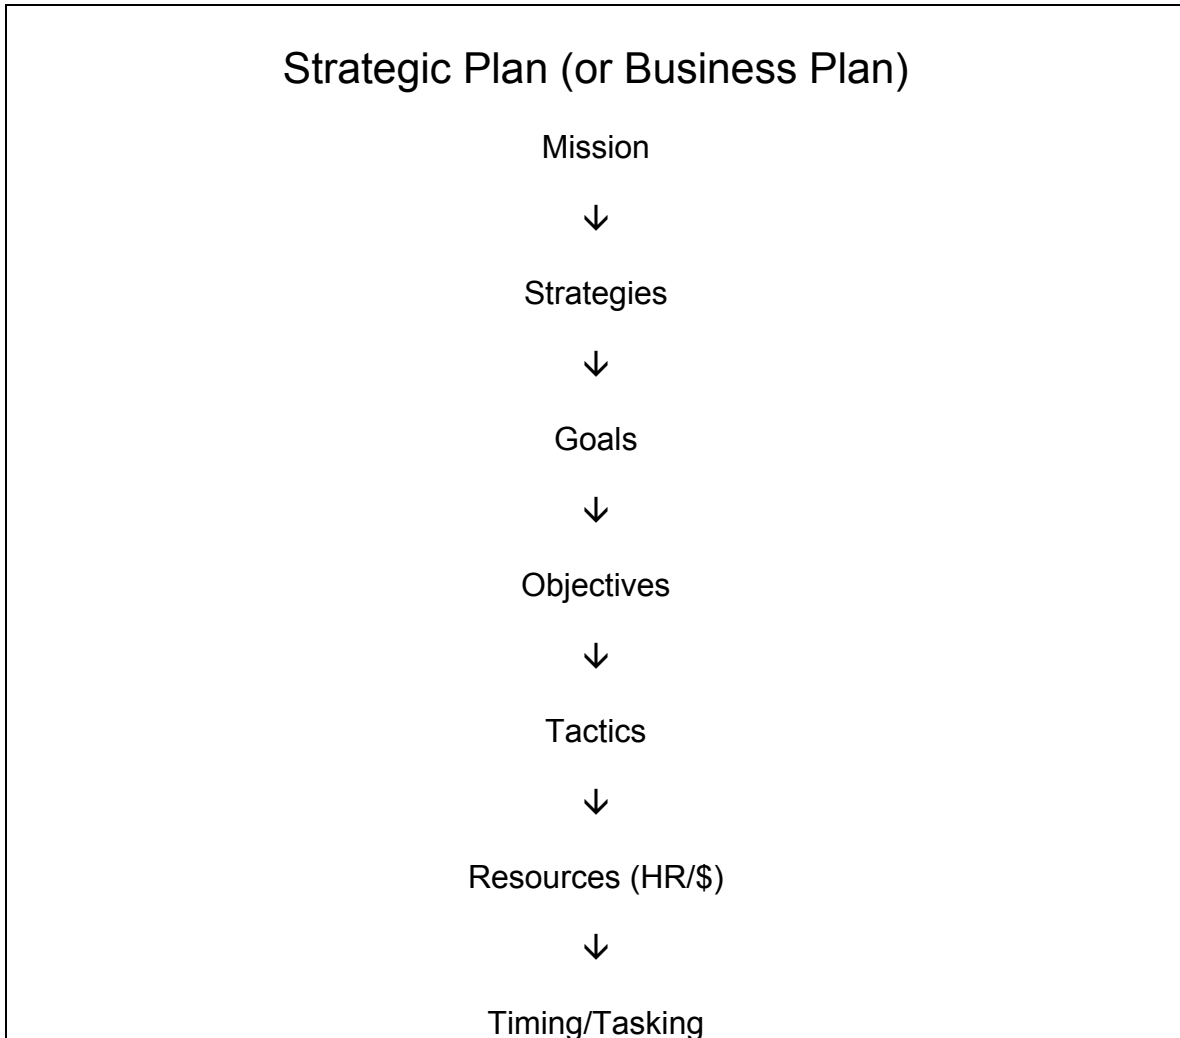 Strategic Plan (or Business Plan)
Mission
↓
Strategies
↓
Goals
↓
Objectives
↓
Tactics
↓
Resources (HR/$)
↓
Timing/Tasking